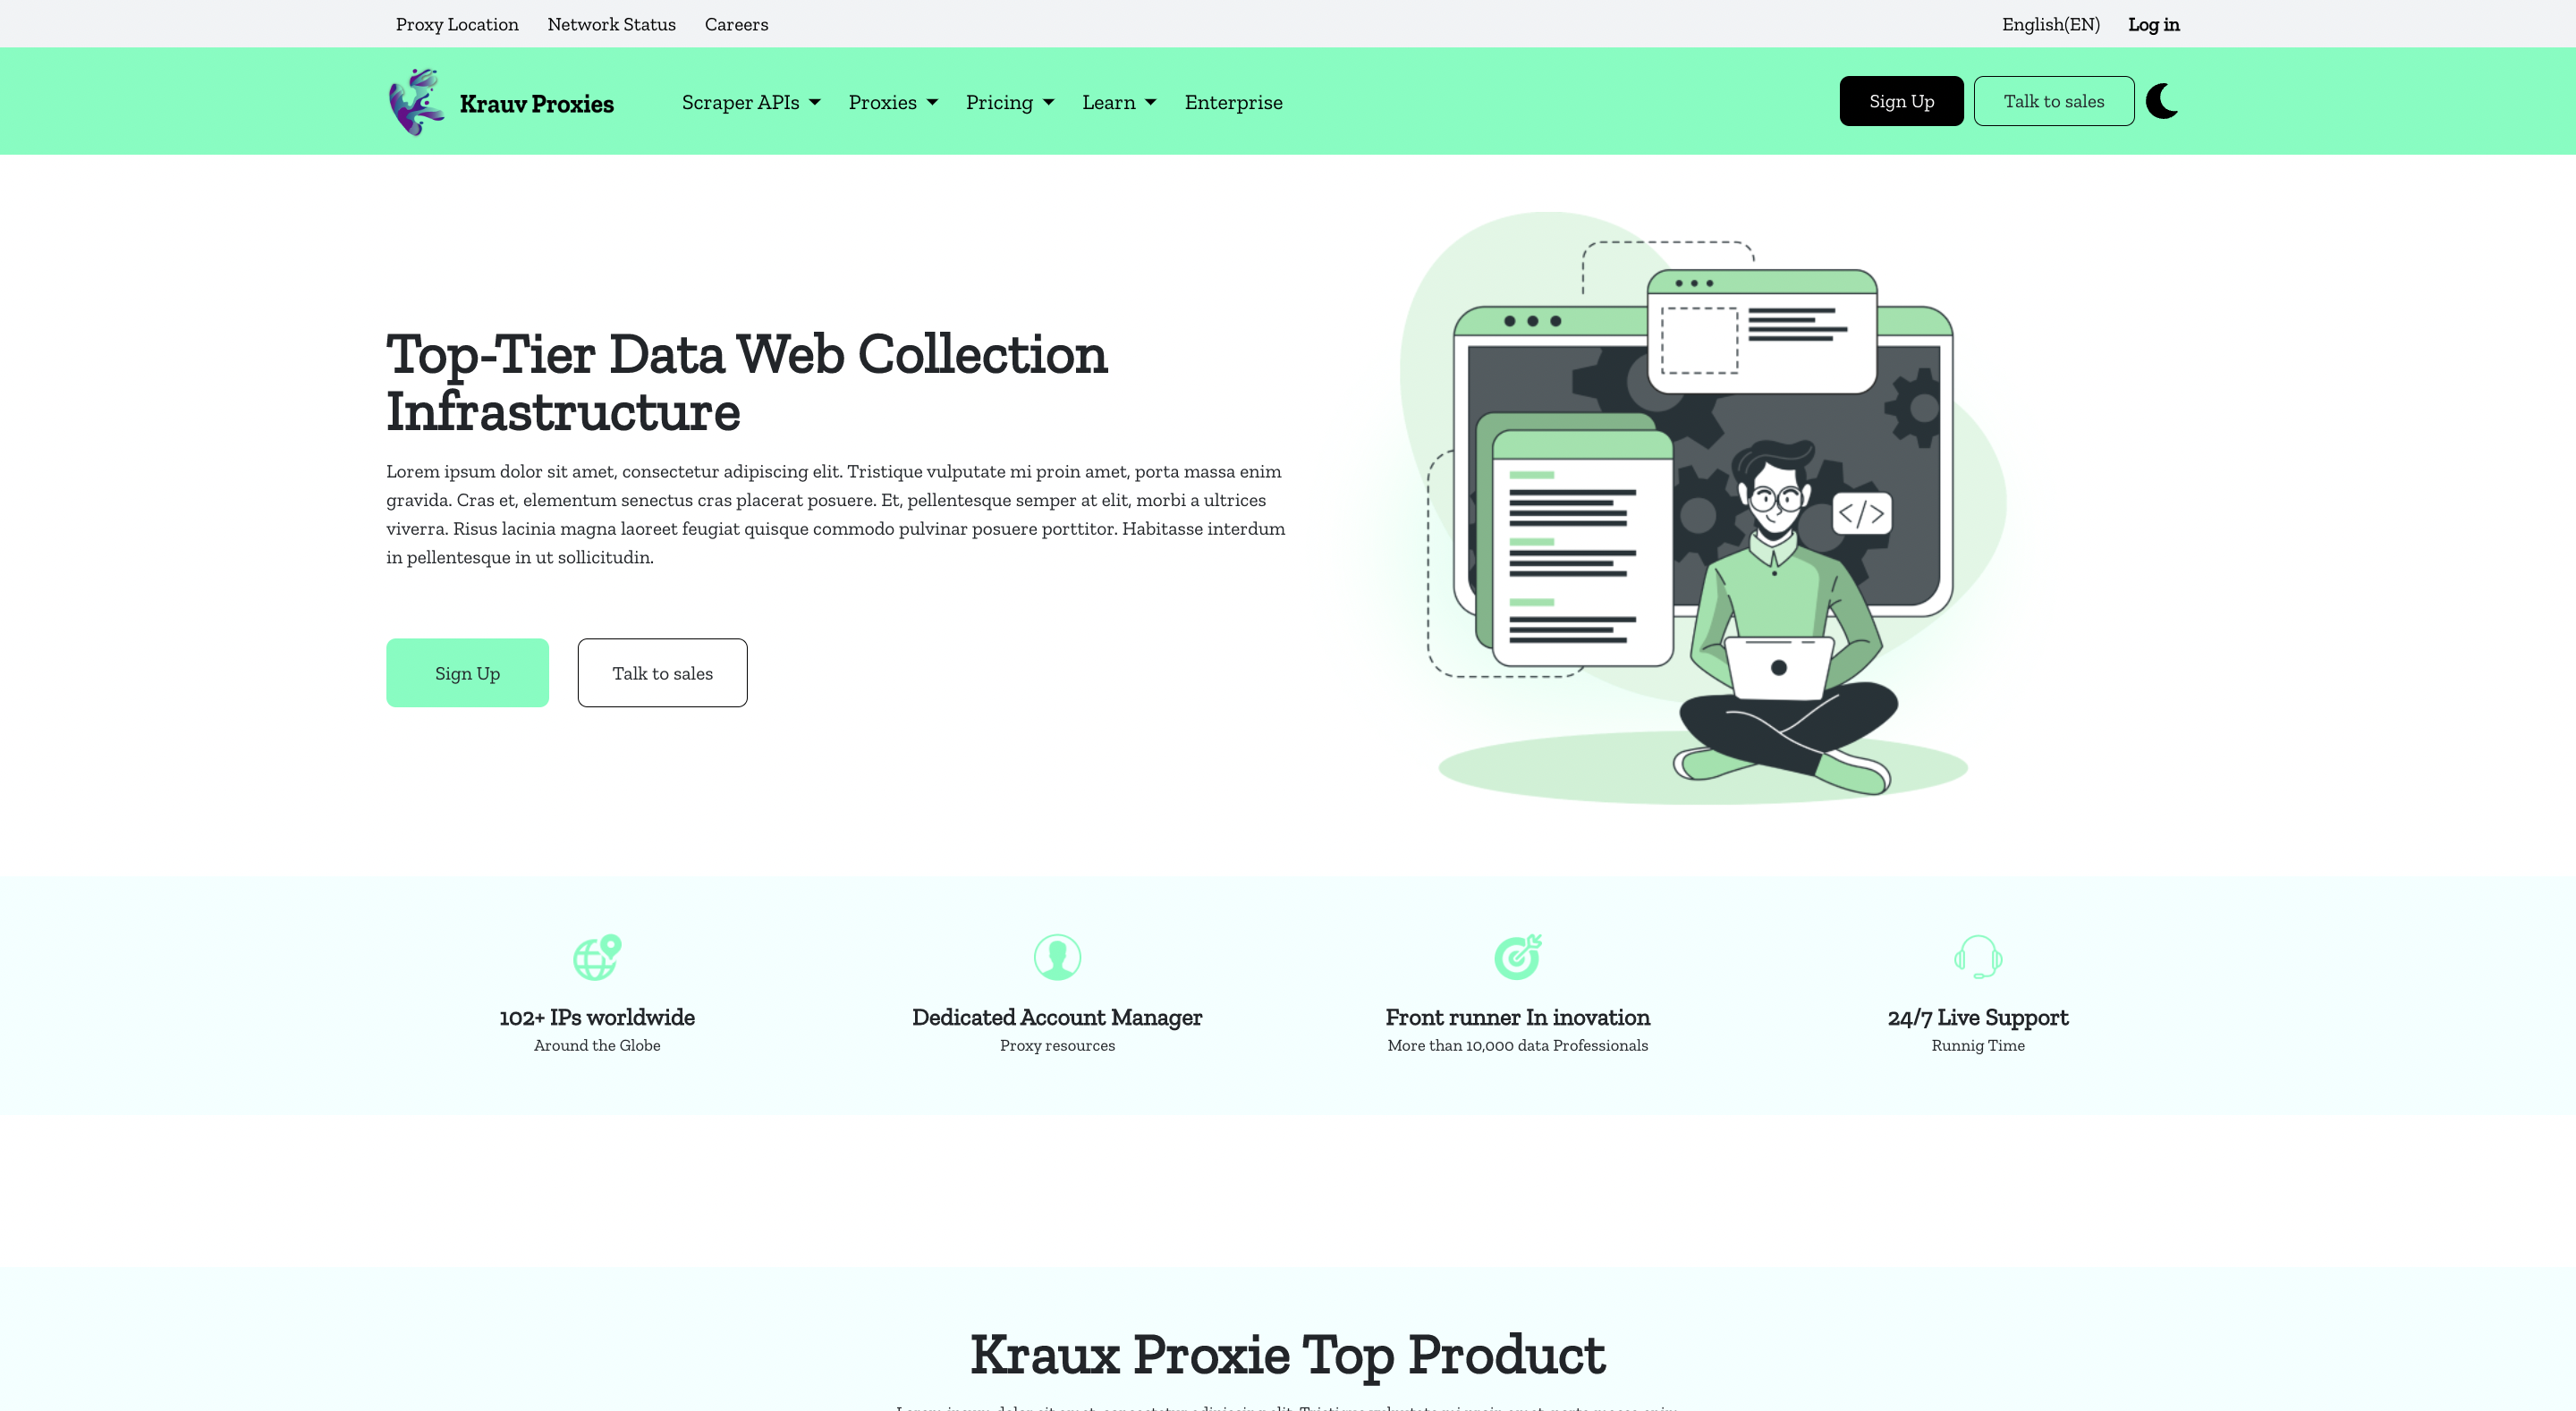 Proxy Location Network Status Careers English(EN) Log in
Krauv Proxies Scraper APIs Proxies Pricing Learn Enterprise Sign Up Talk to sales
Top-Tier Data Web Collection
Infrastructure
Lorem ipsum dolor sit amet, consectetur adipiscing elit. Tristique vulputate mi proin amet, porta massa enim
gravida. Cras et, elementum senectus cras placerat posuere. Et, pellentesque semper at elit, morbi a ultrices
viverra. Risus lacinia magna laoreet feugiat quisque commodo pulvinar posuere porttitor. Habitasse interdum
in pellentesque in ut sollicitudin.
</>
Sign Up Talk to sales
102+ IPs worldwide
Around the Globe
Dedicated Account Manager
Proxy resources
Front runner In inovation
More than 10,000 data Professionals
24/7 Live Support
Runnig Time
Kraux Proxie Top Product